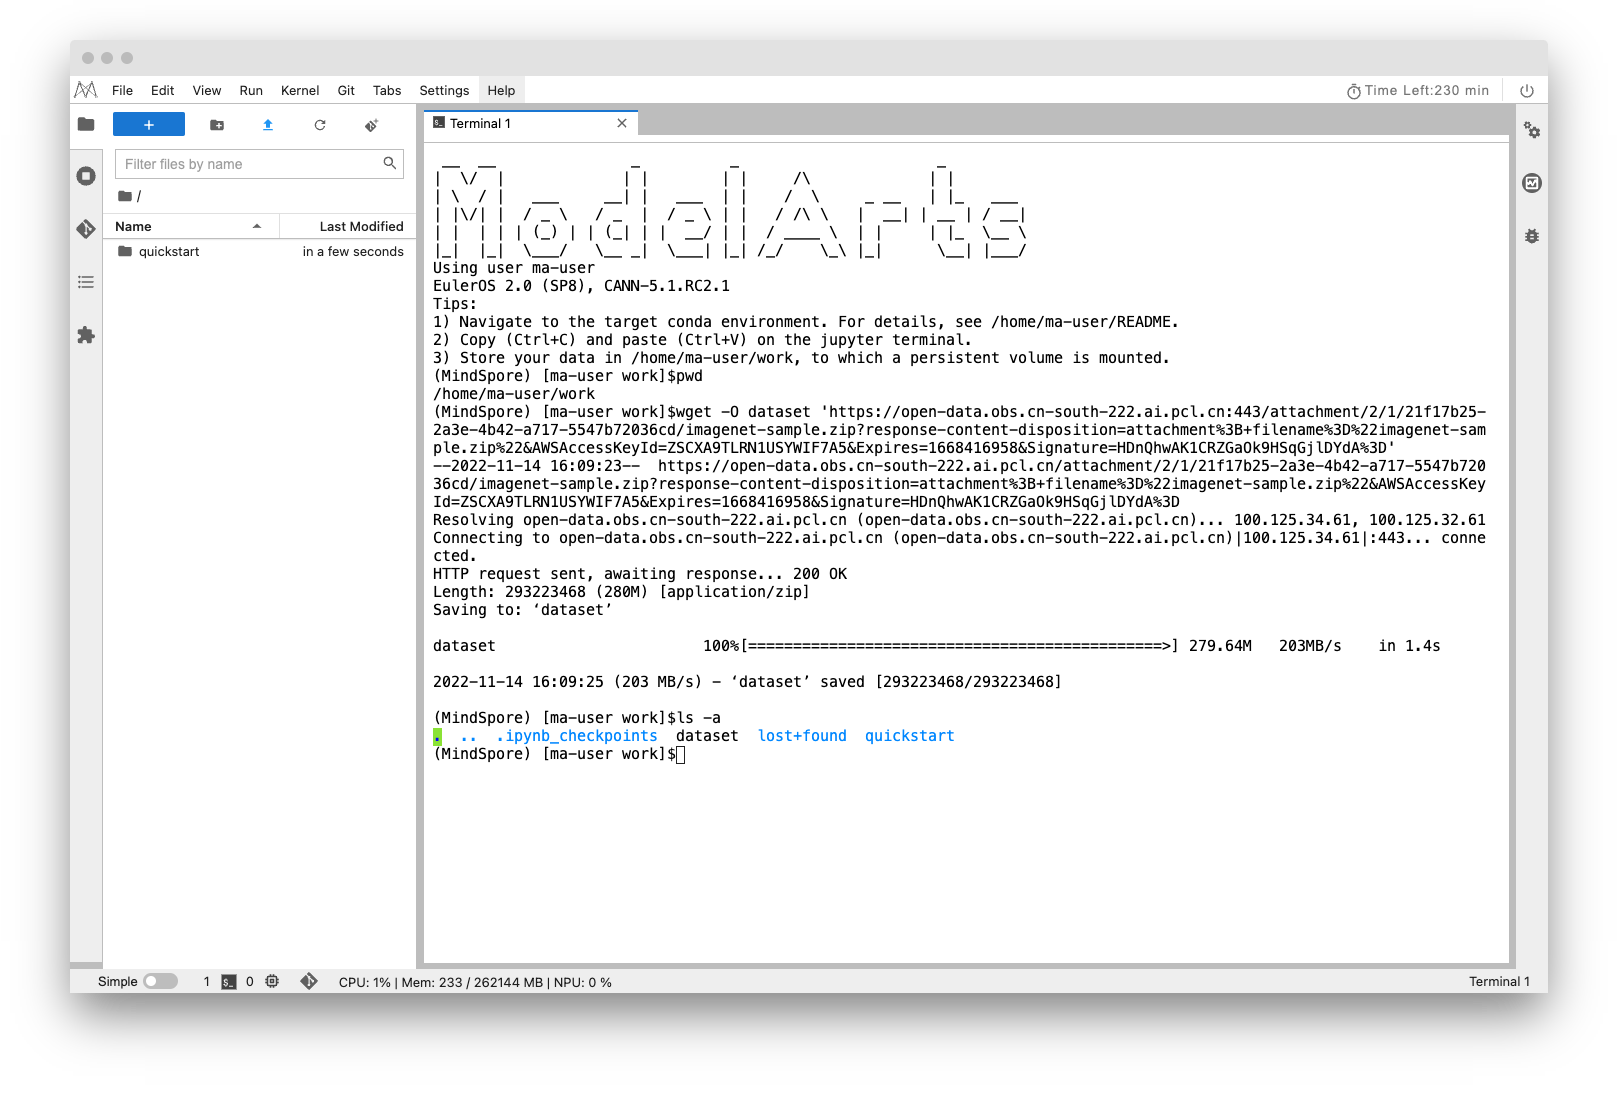 File Edit View Run Kernel Git Tabs Settings Help
Time Left:230 min
Terminal 1
Filter files by name
/
Name Last Modified
quickstart in a few seconds
ModelArts
Using user ma-user
EulerOS 2.0 (SP8), CANN-5.1.RC2.1
Tips:
1) Navigate to the target conda environment. For details, see /home/ma-user/README.
2) Copy (Ctrl+C) and paste (Ctrl+V) on the jupyter terminal.
3) Store your data in /home/ma-user/work, to which a persistent volume is mounted.
(MindSpore) [ma-user work]$pwd
/home/ma-user/work
(MindSpore) [ma-user work]$wget -O dataset 'https://open-data.obs.cn-south-222.ai.pcl.cn:443/attachment/2/1/21f17b25-
2a3e-4b42-a717-5547b72036cd/imagenet-sample.zip?response-content-disposition=attachment%3B+filename%3D%22imagenet-sam
ple.zip%22&AWSAccessKeyId=ZSCXA9TLRN1USYWIF7A5&Expires=1668416958&Signature=HDnQhwAK1CRZGaOk9HSqGjlDYdA%3D'
--2022-11-14 16:09:23--  https://open-data.obs.cn-south-222.ai.pcl.cn/attachment/2/1/21f17b25-2a3e-4b42-a717-5547b720
36cd/imagenet-sample.zip?response-content-disposition=attachment%3B+filename%3D%22imagenet-sample.zip%22&AWSAccessKey
Id=ZSCXA9TLRN1USYWIF7A5&Expires=1668416958&Signature=HDnQhwAK1CRZGaOk9HSqGjlDYdA%3D
Resolving open-data.obs.cn-south-222.ai.pcl.cn (open-data.obs.cn-south-222.ai.pcl.cn)... 100.125.34.61, 100.125.32.61
Connecting to open-data.obs.cn-south-222.ai.pcl.cn (open-data.obs.cn-south-222.ai.pcl.cn)|100.125.34.61|:443... conne
cted.
HTTP request sent, awaiting response... 200 OK
Length: 293223468 (280M) [application/zip]
Saving to: ‘dataset’
dataset 100%[==============================================>] 279.64M 203MB/s in 1.4s
2022-11-14 16:09:25 (203 MB/s) - ‘dataset’ saved [293223468/293223468]
(MindSpore) [ma-user work]$ls -a
. .. .ipynb_checkpoints dataset lost+found quickstart
(MindSpore) [ma-user work]$
Simple 1 $_ 0 CPU: 1% | Mem: 233 / 262144 MB | NPU: 0 % Terminal 1